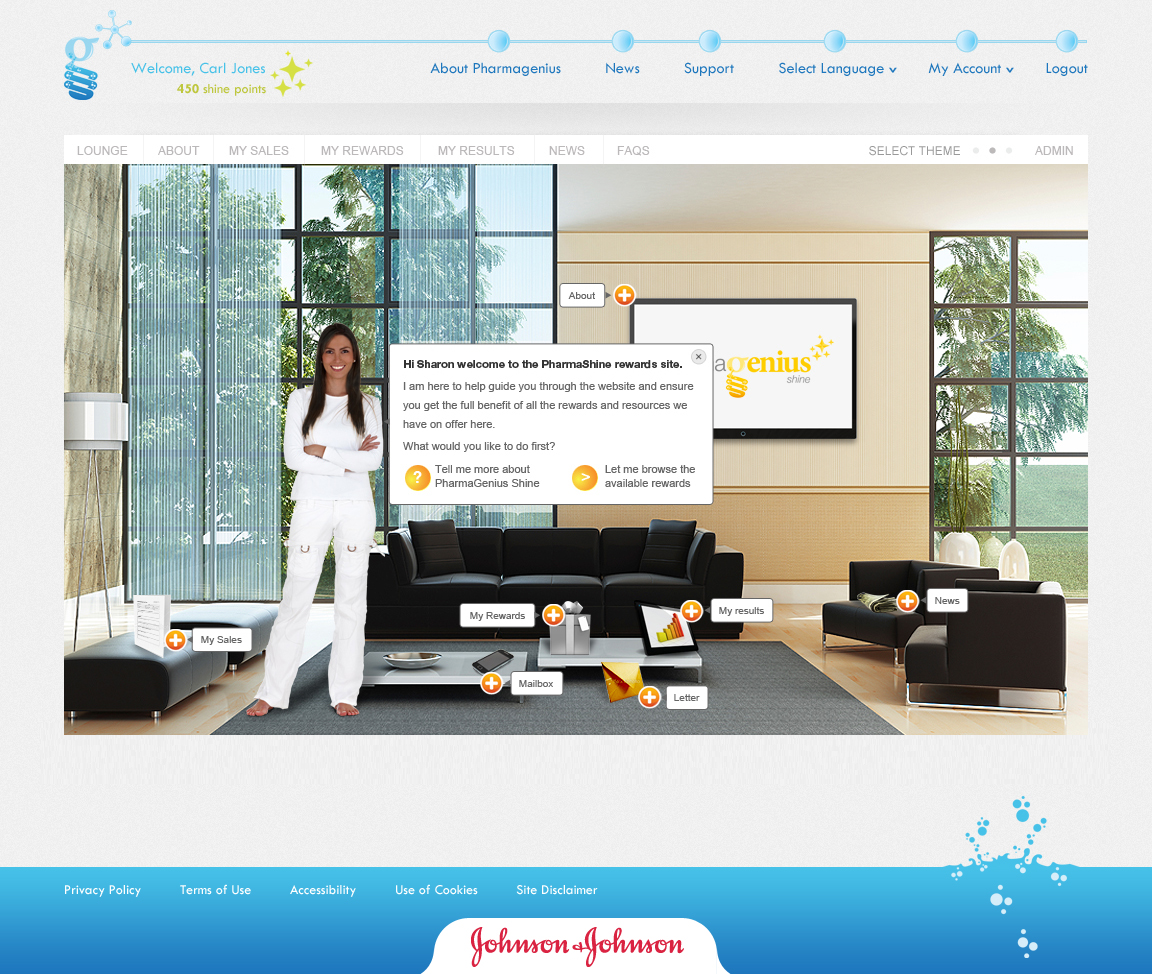 g
Welcome, Carl Jones
450 shine points
About Pharmagenius
News
Support
Select Language
My Account
Logout
LOUNGE
ABOUT
MY SALES
MY REWARDS
MY RESULTS
NEWS
FAQS
SELECT THEME
ADMIN
About
agenius
shine
Hi Sharon welcome to the PharmaShine rewards site.
I am here to help guide you through the website and ensure
you get the full benefit of all the rewards and resources we
have on offer here.
What would you like to do first?
? Tell me more about
PharmaGenius Shine
> Let me browse the
available rewards
My Sales
My Rewards
My results
News
Mailbox
Letter
Privacy Policy
Terms of Use
Accessibility
Use of Cookies
Site Disclaimer
Johnson & Johnson